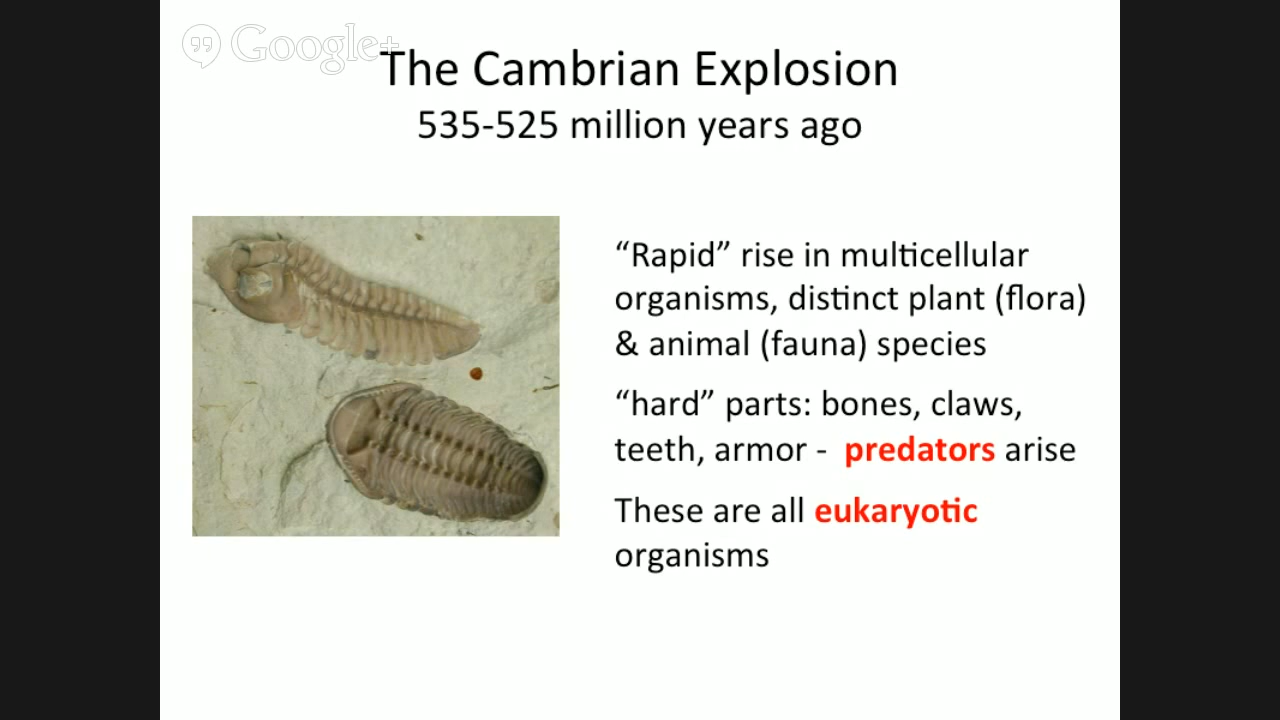 Google+
The Cambrian Explosion
535-525 million years ago
“Rapid” rise in multicellular
organisms, distinct plant (flora)
& animal (fauna) species
“hard” parts: bones, claws,
teeth, armor - predators arise
These are all eukaryotic
organisms